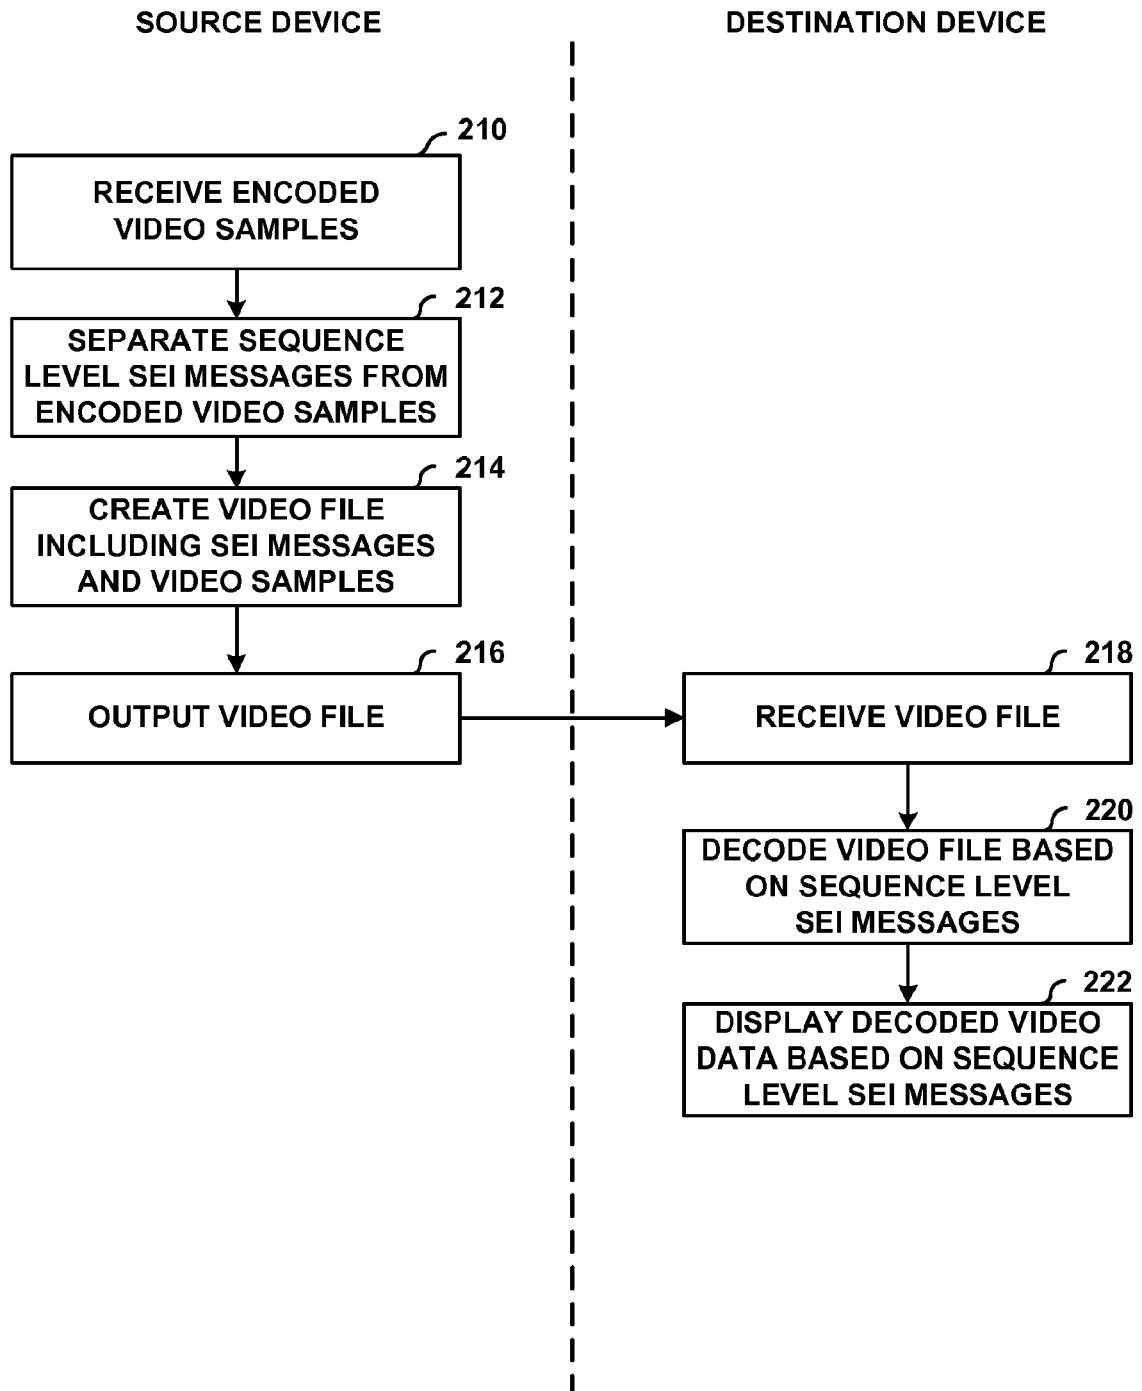 SOURCE DEVICE
DESTINATION DEVICE
210
RECEIVE ENCODED
VIDEO SAMPLES
212
SEPARATE SEQUENCE
LEVEL SEI MESSAGES FROM
ENCODED VIDEO SAMPLES
214
CREATE VIDEO FILE
INCLUDING SEI MESSAGES
AND VIDEO SAMPLES
216
OUTPUT VIDEO FILE
218
RECEIVE VIDEO FILE
220
DECODE VIDEO FILE BASED
ON SEQUENCE LEVEL
SEI MESSAGES
222
DISPLAY DECODED VIDEO
DATA BASED ON SEQUENCE
LEVEL SEI MESSAGES